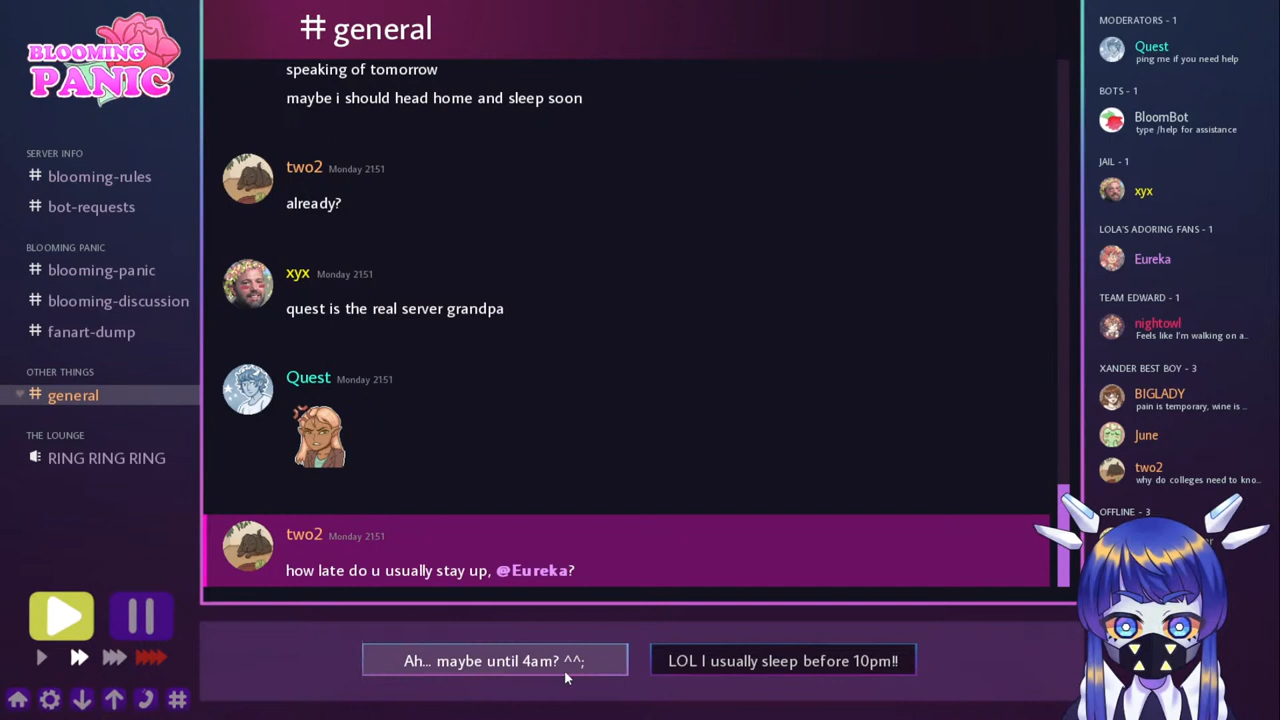 BLOOMING
PANIC
SERVER INFO
# blooming-rules
# bot-requests
BLOOMING PANIC
# blooming-panic
# blooming-discussion
# fanart-dump
OTHER THINGS
# general
THE LOUNGE
RING RING RING
# general
speaking of tomorrow
maybe i should head home and sleep soon
two2 Monday 2151
already?
xyx Monday 2151
quest is the real server grandpa
Quest Monday 2151
two2 Monday 2151
how late do u usually stay up, @Eureka?
Ah... maybe until 4am? ^^;
LOL I usually sleep before 10pm!!
MODERATORS - 1
Quest
ping me if you need help
BOTS - 1
BloomBot
type /help for assistance
JAIL - 1
xyx
LOLA'S ADORING FANS - 1
Eureka
TEAM EDWARD - 1
nightowl
Feels like I'm walking on a..
XANDER BEST BOY - 3
BIGLADY
pain is temporary, wine is ..
June
two2
why do colleges need to kno..
OFFLINE - 3